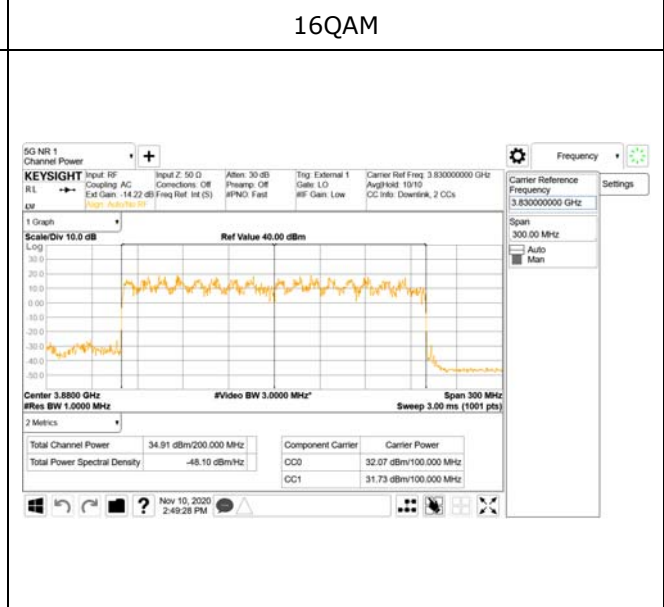 16QAM
5G NR 1
Channel Power
Frequency
KEYSIGHT
Input: RF
Coupling: AC
Ext Gain: -14.22 dB
Align: Auto/No RF
Input Z: 50 Ω
Corrections: Off
Freq Ref: Int (S)
Atten: 30 dB
Preamp: Off
#PNO: Fast
Trig: External 1
Gate: LO
#IF Gain: Low
Carrier Ref Freq: 3.830000000 GHz
Avg|Hold: 10/10
CC Info: Downlink, 2 CCs
R L
Carrier Reference
Frequency
3.830000000 GHz
Settings
Span
300.00 MHz
Auto
Man
1 Graph
Scale/Div 10.0 dB
Ref Value 40.00 dBm
Log
30.0
20.0
10.0
0.00
-10.0
-20.0
-30.0
-40.0
-50.0
Center 3.8800 GHz
#Video BW 3.0000 MHz*
Span 300 MHz
#Res BW 1.0000 MHz
Sweep 3.00 ms (1001 pts)
2 Metrics
Total Channel Power 34.91 dBm/200.000 MHz
Total Power Spectral Density -48.10 dBm/Hz
Component Carrier Carrier Power
CC0 32.07 dBm/100.000 MHz
CC1 31.73 dBm/100.000 MHz
Nov 10, 2020
2:49:28 PM